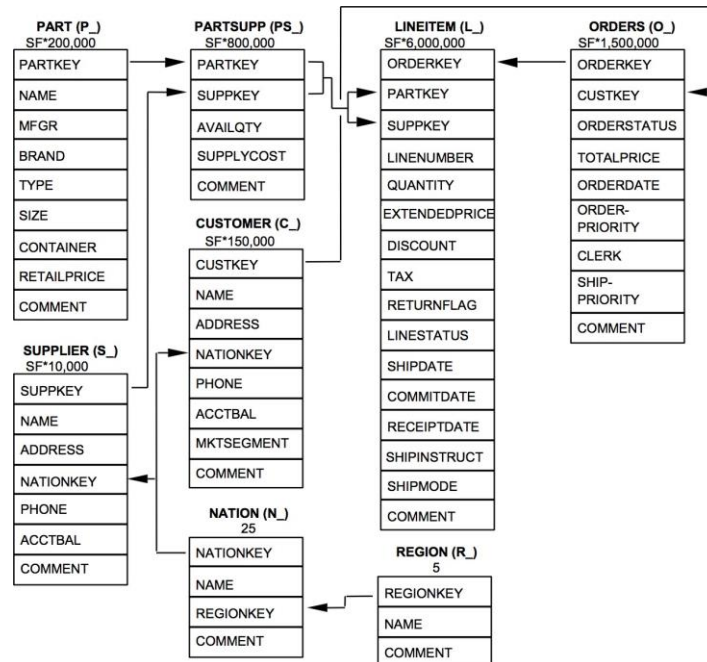 PART (P_)
SF*200,000
PARTKEY
NAME
MFGR
BRAND
TYPE
SIZE
CONTAINER
RETAILPRICE
COMMENT
SUPPLIER (S_)
SF*10,000
SUPPKEY
NAME
ADDRESS
NATIONKEY
PHONE
ACCTBAL
COMMENT
PARTSUPP (PS_)
SF*800,000
PARTKEY
SUPPKEY
AVAILQTY
SUPPLYCOST
COMMENT
CUSTOMER (C_)
SF*150,000
CUSTKEY
NAME
ADDRESS
NATIONKEY
PHONE
ACCTBAL
MKTSEGMENT
COMMENT
NATION (N_)
25
NATIONKEY
NAME
REGIONKEY
COMMENT
LINEITEM (L_)
SF*6,000,000
ORDERKEY
PARTKEY
SUPPKEY
LINENUMBER
QUANTITY
EXTENDEDPRICE
DISCOUNT
TAX
RETURNFLAG
LINESTATUS
SHIPDATE
COMMITDATE
RECEIPTDATE
SHIPINSTRUCT
SHIPMODE
COMMENT
REGION (R_)
5
REGIONKEY
NAME
COMMENT
ORDERS (O_)
SF*1,500,000
ORDERKEY
CUSTKEY
ORDERSTATUS
TOTALPRICE
ORDERDATE
ORDER-
PRIORITY
CLERK
SHIP-
PRIORITY
COMMENT